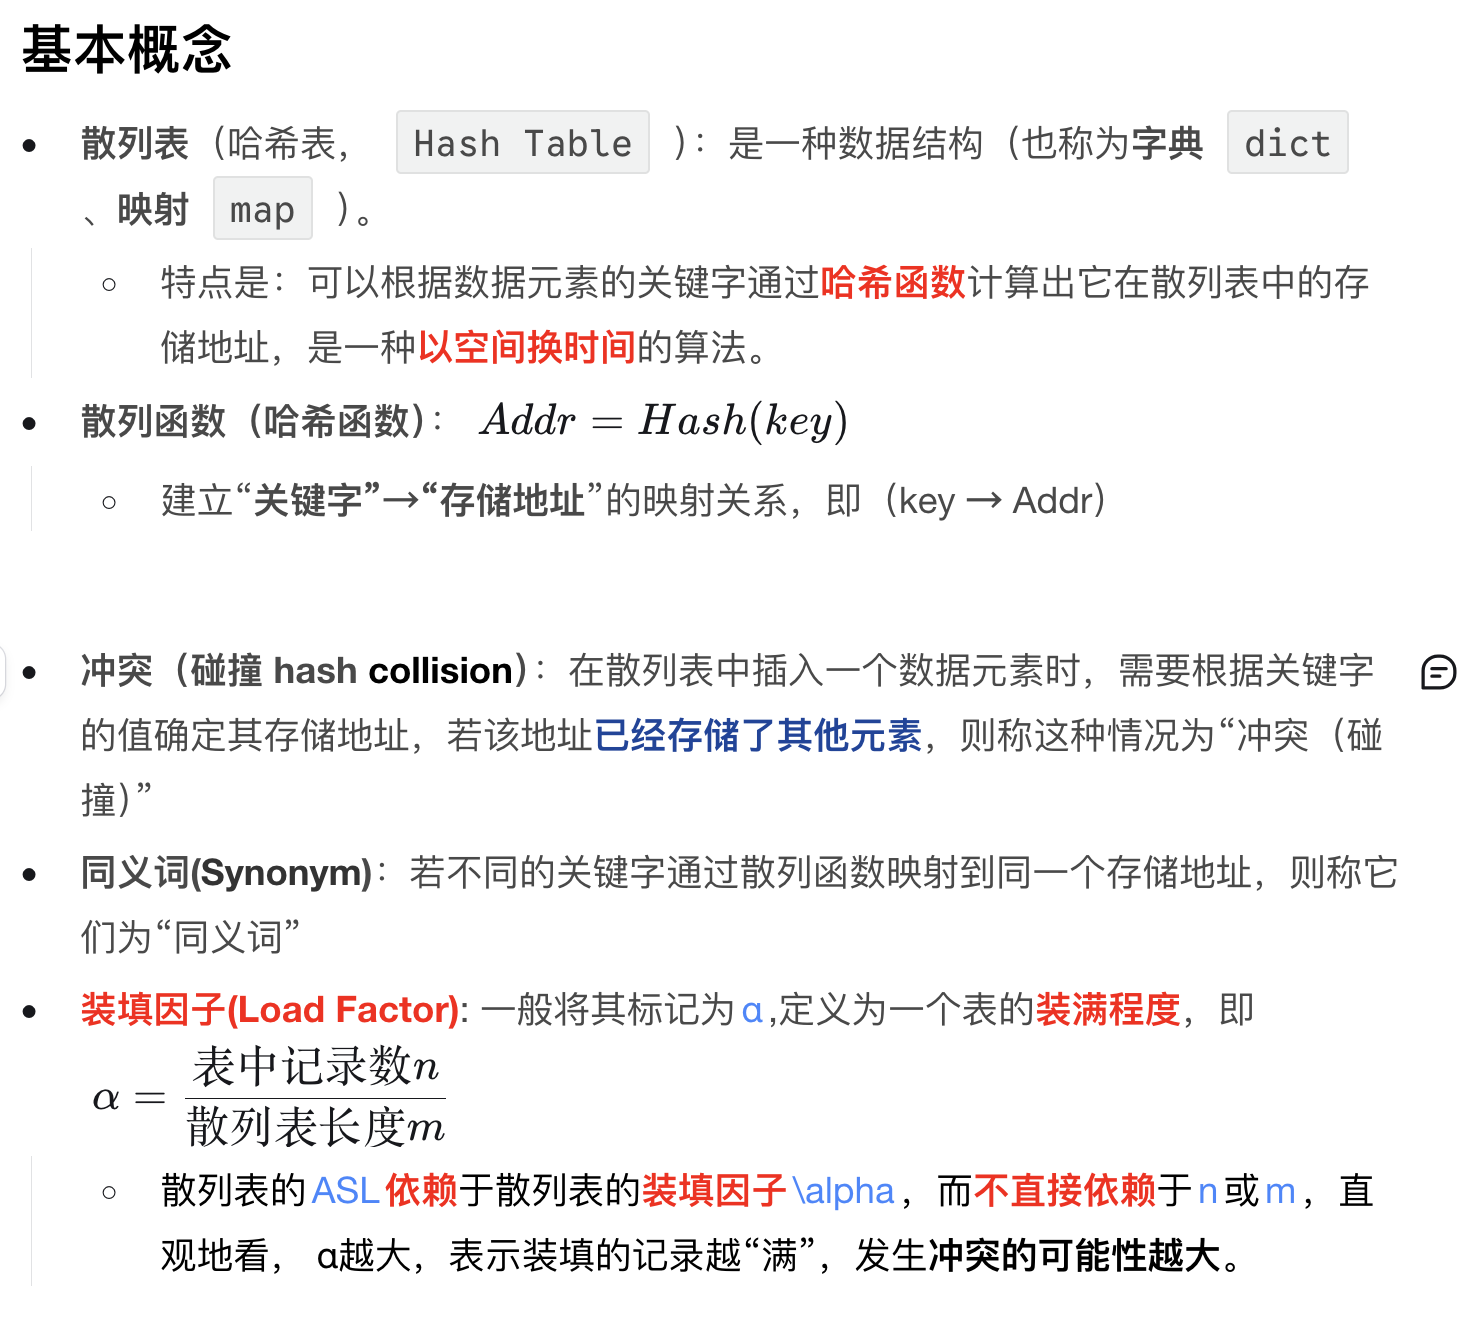 基本概念
散列表（哈希表， Hash Table ）：是一种数据结构（也称为字典 dict
、映射 map ）。
特点是：可以根据数据元素的关键字通过哈希函数计算出它在散列表中的存
储地址，是一种以空间换时间的算法。
散列函数（哈希函数）： Addr = Hash(key)
建立“关键字”→“存储地址”的映射关系，即（key → Addr）
冲突（碰撞 hash collision）：在散列表中插入一个数据元素时，需要根据关键字
的值确定其存储地址，若该地址已经存储了其他元素，则称这种情况为“冲突（碰
撞）”
同义词(Synonym)：若不同的关键字通过散列函数映射到同一个存储地址，则称它
们为“同义词”
装填因子(Load Factor): 一般将其标记为 α ,定义为一个表的装满程度，即
α = 表中记录数n
散列表长度m
散列表的 ASL 依赖于散列表的装填因子 \alpha ，而不直接依赖于 n 或 m ，直
观地看， α越大，表示装填的记录越“满”，发生冲突的可能性越大。